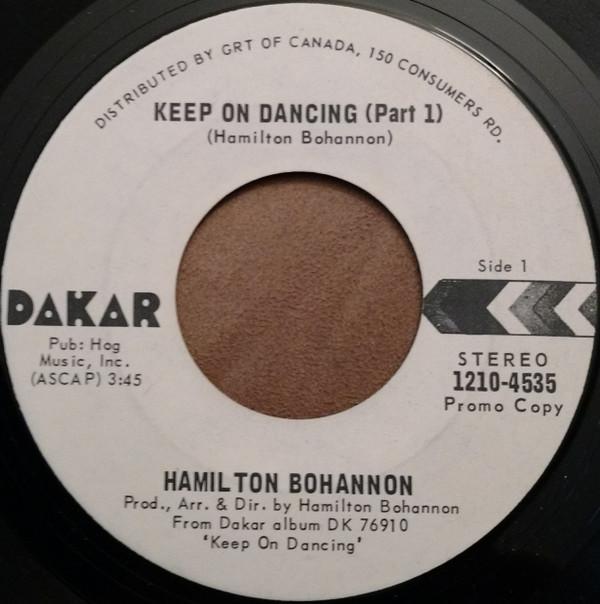 DISTRIBUTED BY GRT OF CANADA, 150 CONSUMERS RD.
KEEP ON DANCING (Part 1)
(Hamilton Bohannon)
Side 1
DAKAR
Pub: Hog
Music, Inc.
(ASCAP) 3:45
STEREO
1210-4535
Promo Copy
HAMILTON BOHANNON
Prod., Arr. & Dir. by Hamilton Bohannon
From Dakar album DK 76910
'Keep On Dancing'